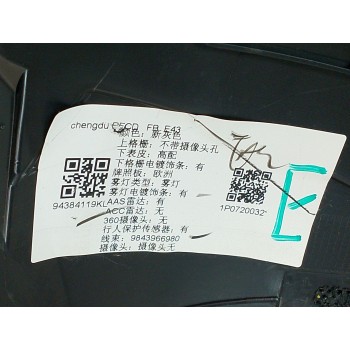 chengdu C5CD FB E43
颜色: 新灰色
上格栅: 不带摄像头孔
下表皮: 高配
下格栅电镀饰条: 有
牌照板: 欧洲
雾灯类型: 雾灯
雾灯电镀饰条: 有
94384119KL
AAS雷达: 有
1P0720032*
ACC雷达: 无
360摄像头: 无
行人保护传感器: 有
线束: 9843966980
摄像头: 摄像头无
E